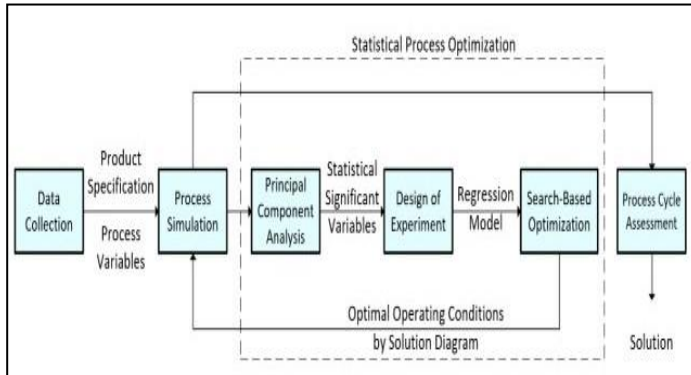 Statistical Process Optimization
Product
Specification
Process
Variables
Data
Collection
Process
Simulation
Principal
Component
Analysis
Statistical
Significant
Variables
Design of
Experiment
Regression
Model
Search-Based
Optimization
Process Cycle
Assessment
Optimal Operating Conditions
by Solution Diagram
Solution